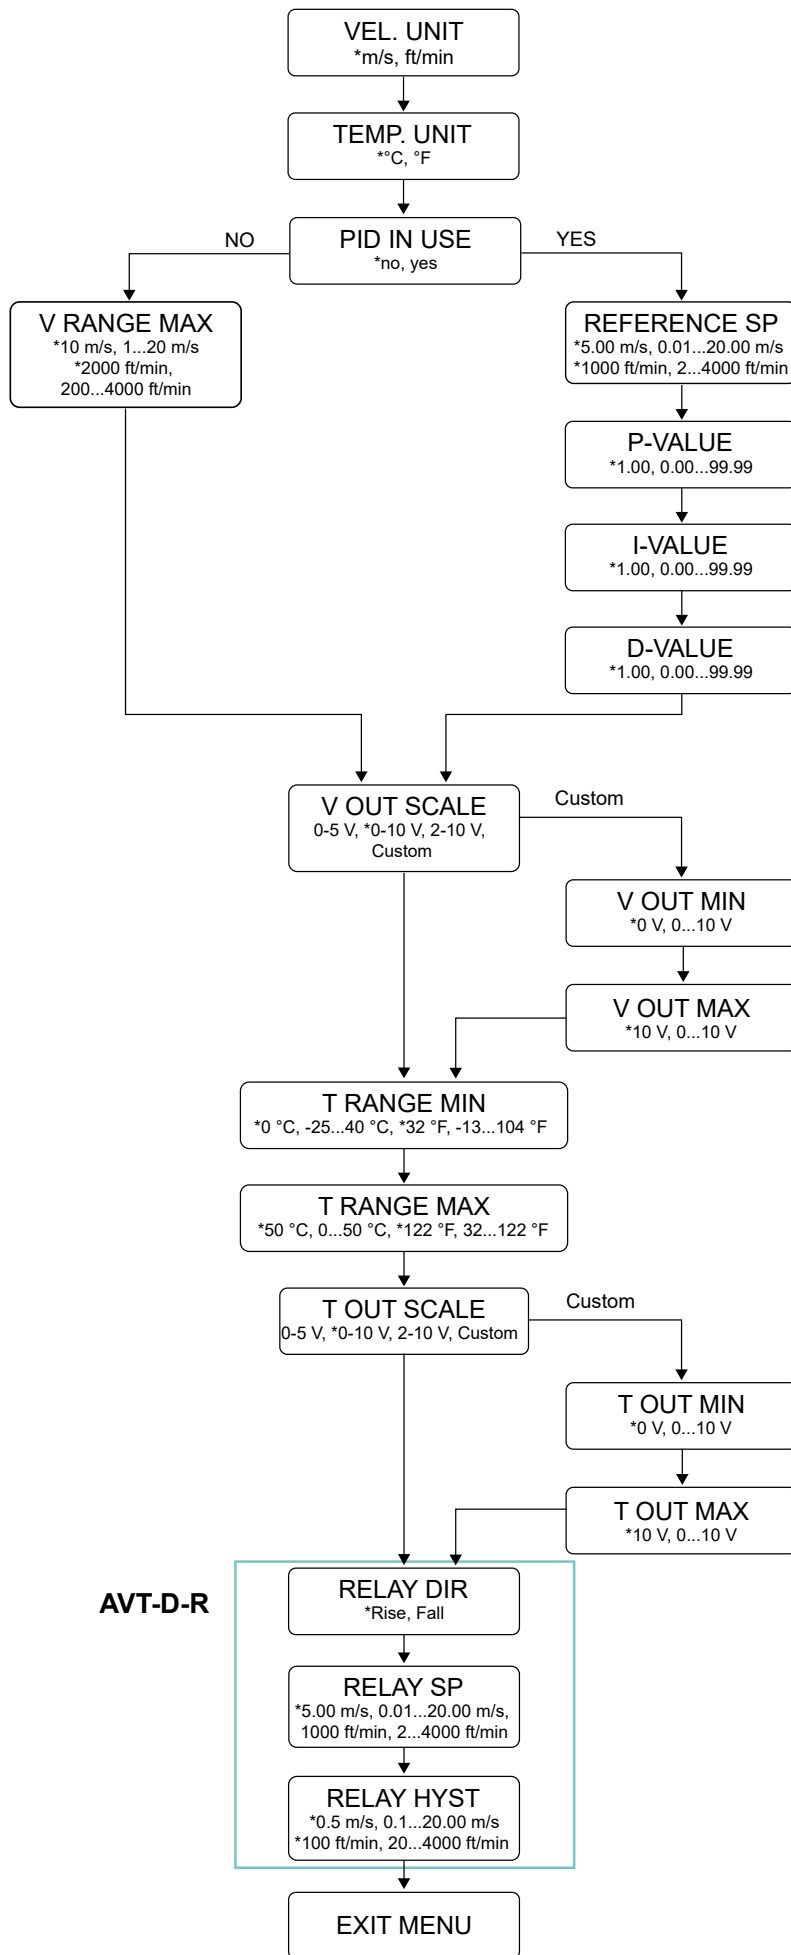 VEL. UNIT
*m/s, ft/min
TEMP. UNIT
*°C, °F
NO
PID IN USE
*no, yes
YES
V RANGE MAX
*10 m/s, 1...20 m/s
*2000 ft/min,
200...4000 ft/min
REFERENCE SP
*5.00 m/s, 0.01...20.00 m/s
*1000 ft/min, 2...4000 ft/min
P-VALUE
*1.00, 0.00...99.99
I-VALUE
*1.00, 0.00...99.99
D-VALUE
*1.00, 0.00...99.99
V OUT SCALE
0-5 V, *0-10 V, 2-10 V,
Custom
Custom
V OUT MIN
*0 V, 0...10 V
V OUT MAX
*10 V, 0...10 V
T RANGE MIN
*0 °C, -25...40 °C, *32 °F, -13...104 °F
T RANGE MAX
*50 °C, 0...50 °C, *122 °F, 32...122 °F
T OUT SCALE
0-5 V, *0-10 V, 2-10 V, Custom
Custom
T OUT MIN
*0 V, 0...10 V
T OUT MAX
*10 V, 0...10 V
AVT-D-R
RELAY DIR
*Rise, Fall
RELAY SP
*5.00 m/s, 0.01...20.00 m/s,
1000 ft/min, 2...4000 ft/min
RELAY HYST
*0.5 m/s, 0.1...20.00 m/s
*100 ft/min, 20...4000 ft/min
EXIT MENU